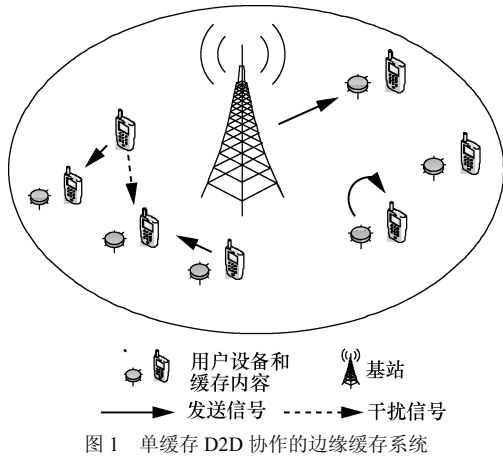 用户设备和
缓存内容
基站
发送信号
干扰信号
图 1 单缓存 D2D 协作的边缘缓存系统